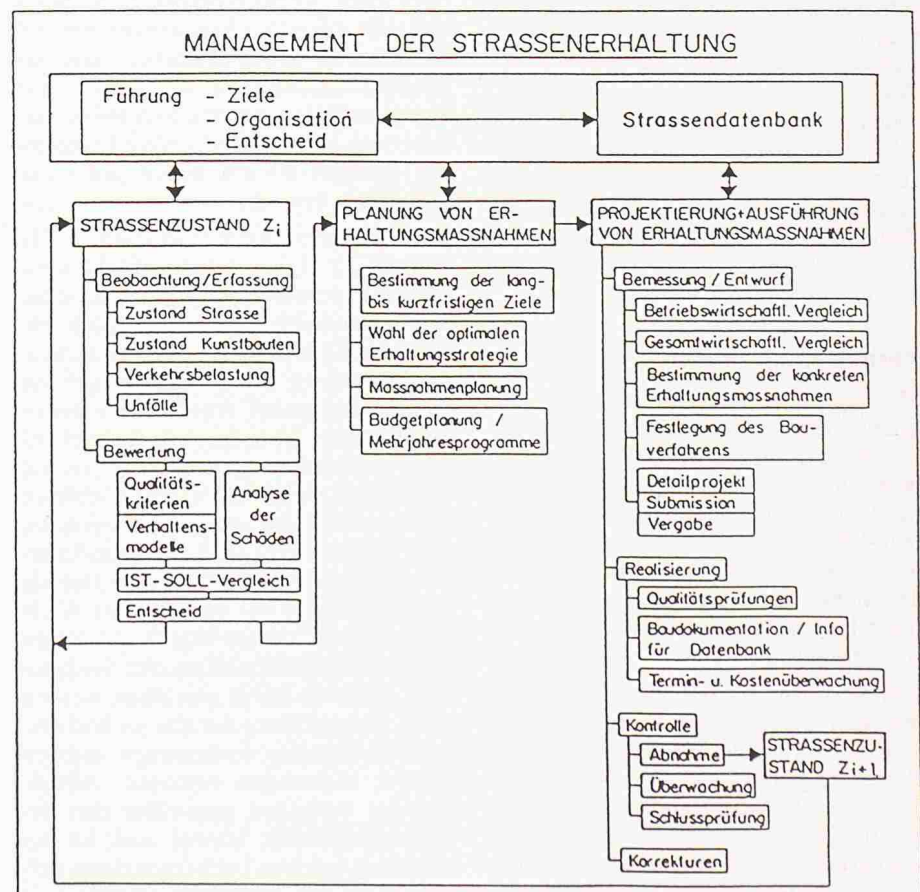 MANAGEMENT DER STRASSENERHALTUNG
Führung - Ziele
- Organisation
- Entscheid
Strassendatenbank
STRASSENZUSTAND Zi
Beobachtung/Erfassung
Zustand Strasse
Zustand Kunstbauten
Verkehrsbelastung
Unfälle
Bewertung
Qualitäts-
kriterien
Verhaltens-
modelle
Analyse
der
Schäden
IST-SOLL-Vergleich
Entscheid
PLANUNG VON ER-
HALTUNGSMASSNAHMEN
Bestimmung der lang-
bis kurzfristigen Ziele
Wahl der optimalen
Erhaltungsstrategie
Massnahmenplanung
Budgetplanung /
Mehrjahresprogramme
PROJEKTIERUNG+AUSFÜHRUNG
VON ERHALTUNGSMASSNAHMEN
Bemessung / Entwurf
Betriebswirtschaftl. Vergleich
Gesamtwirtschaftl. Vergleich
Bestimmung der konkreten
Erhaltungsmassnahmen
Festlegung des Bau-
verfahrens
Detailprojekt
Submission
Vergabe
Realisierung
Qualitätsprüfungen
Baudokumentation / Info
für Datenbank
Termin- u. Kostenüberwachung
Kontrolle
Abnahme
STRASSENZU-
STAND Zi+1
Überwachung
Schlussprüfung
Korrekturen